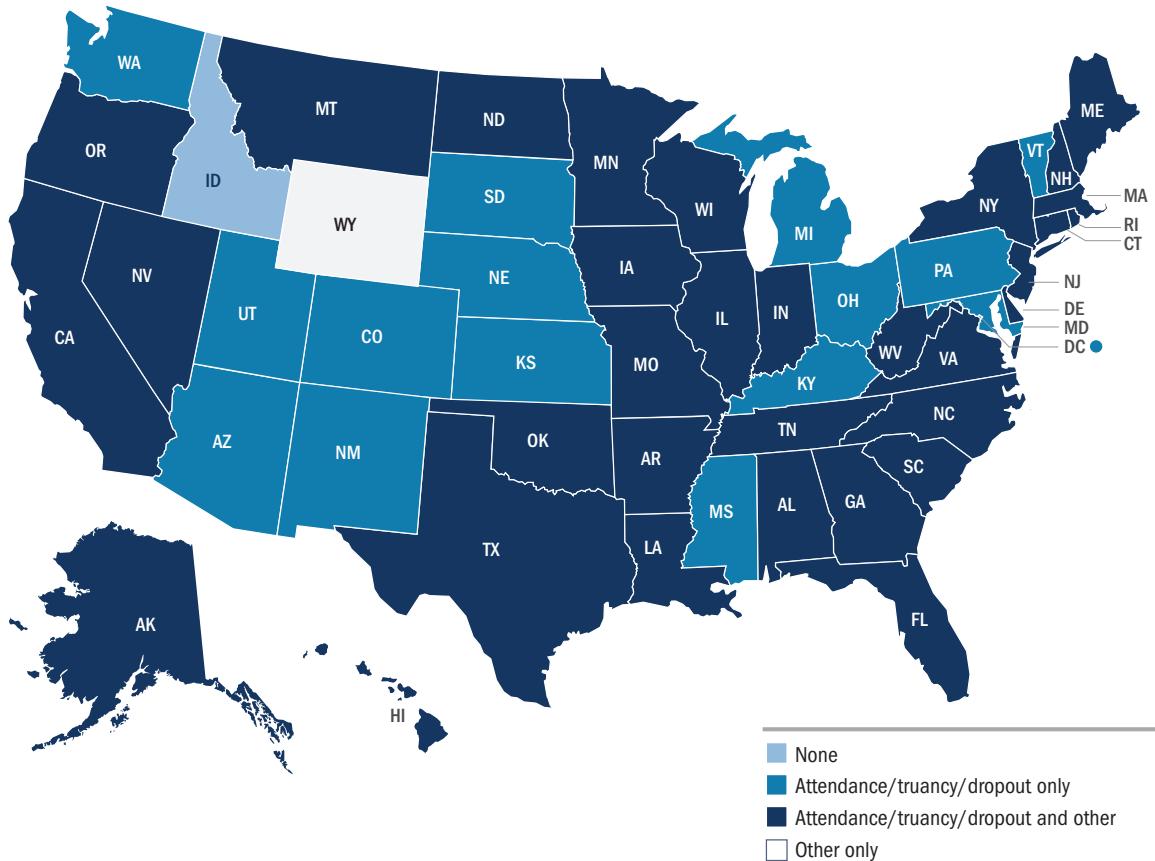 WA
MT
ND
MN
ME
OR
ID
SD
WI
VT
NH
NY
MA
RI
CT
WY
MI
NV
NE
IA
PA
NJ
UT
CO
IL
IN
OH
DE
MD
DC
CA
KS
MO
WV
VA
KY
NC
AZ
NM
OK
TN
AR
SC
MS
AL
GA
TX
LA
FL
AK
HI
None
Attendance/truancy/dropout only
Attendance/truancy/dropout and other
Other only